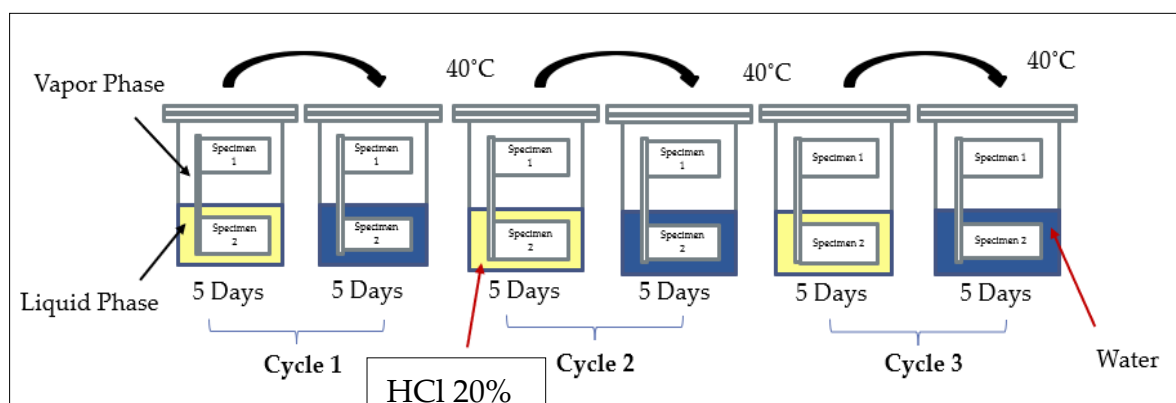 Vapor Phase
40°C
40°C
40°C
Specimen
1
Specimen
1
Specimen
1
Specimen
1
Specimen 1
Specimen 1
Specimen
2
Specimen
2
Specimen
2
Specimen
2
Specimen 2
Specimen 2
Liquid Phase
5 Days
5 Days
5 Days
5 Days
5 Days
5 Days
Cycle 1
Cycle 2
Cycle 3
Water
HCl 20%